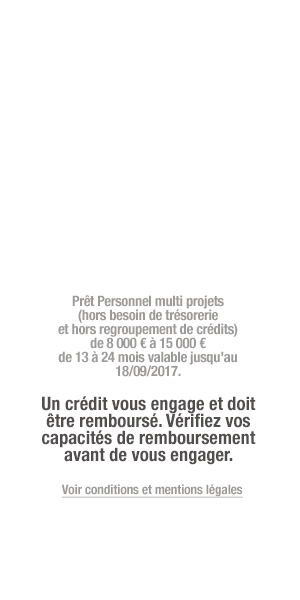 Prêt Personnel multi projets
(hors besoin de trésorerie
et hors regroupement de crédits)
de 8 000 € à 15 000 €
de 13 à 24 mois valable jusqu'au
18/09/2017.
Un crédit vous engage et doit
être remboursé. Vérifiez vos
capacités de remboursement
avant de vous engager.
Voir conditions et mentions légales